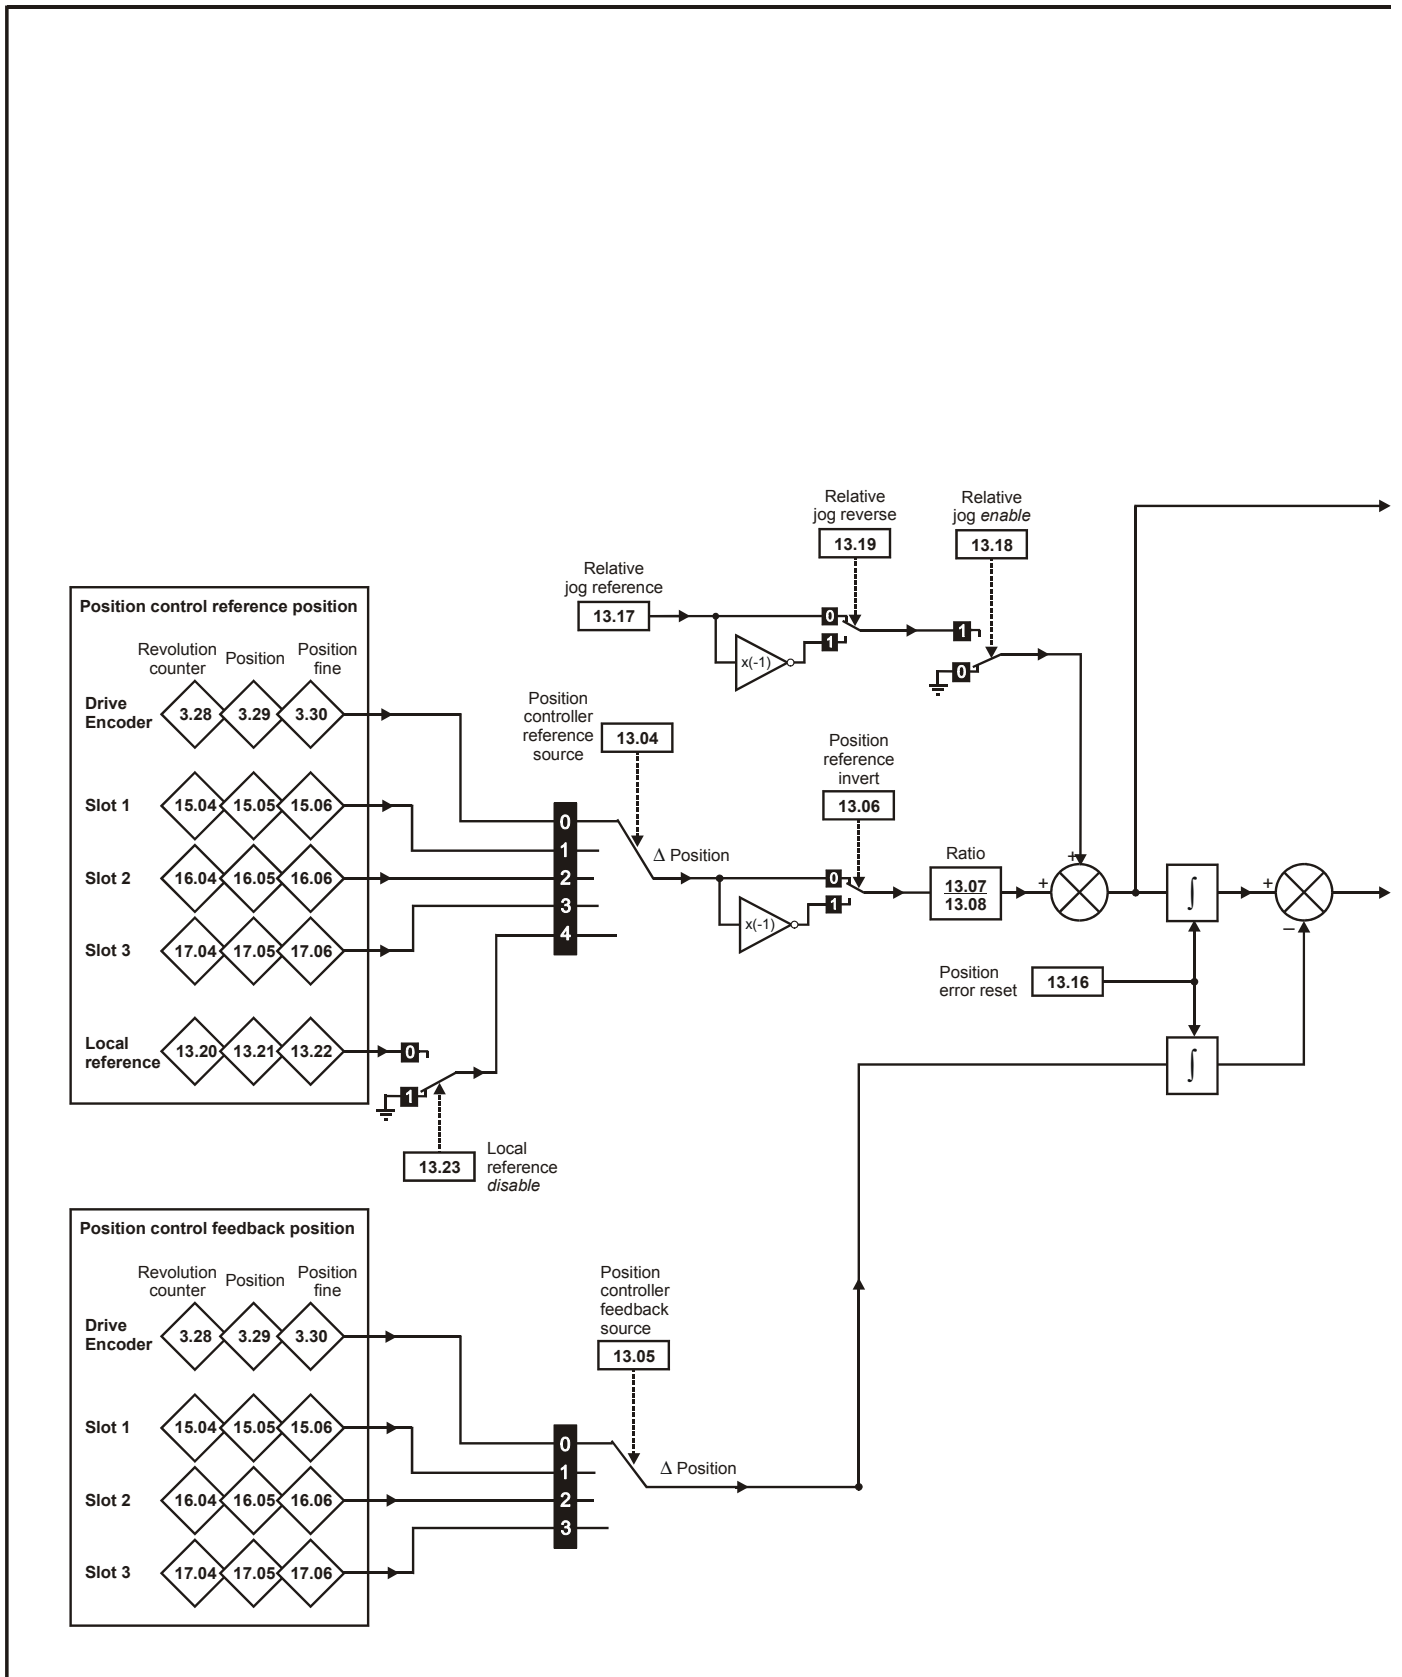 Relative
jog reverse
13.19
Relative
jog enable
13.18
Relative
jog reference
13.17
0
1
x(-1)
1
0
Position control reference position
Revolution
counter
Position
Position
fine
Drive
Encoder
3.28
3.29
3.30
Slot 1
15.04
15.05
15.06
Slot 2
16.04
16.05
16.06
Slot 3
17.04
17.05
17.06
Local
reference
13.20
13.21
13.22
0
1
13.23
Local
reference
disable
Position
controller
reference
source
13.04
0
1
2
3
4
Δ Position
x(-1)
Position
reference
invert
13.06
0
1
Ratio
13.07
13.08
+
+
∫
+
−
Position
error reset
13.16
∫
Position control feedback position
Revolution
counter
Position
Position
fine
Drive
Encoder
3.28
3.29
3.30
Slot 1
15.04
15.05
15.06
Slot 2
16.04
16.05
16.06
Slot 3
17.04
17.05
17.06
Position
controller
feedback
source
13.05
0
1
2
3
Δ Position